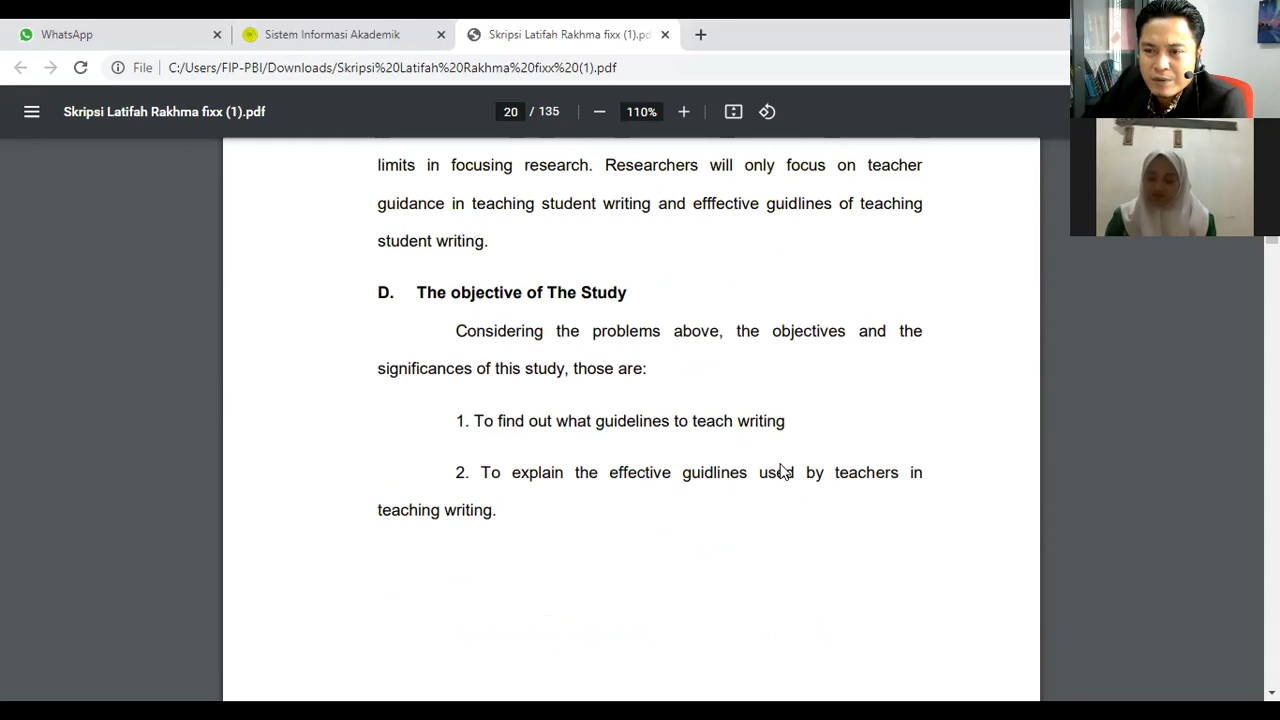 WhatsApp
Sistem Informasi Akademik
Skripsi Latifah Rakhma fixx (1).pd
File
C:/Users/FIP-PBI/Downloads/Skripsi%20Latifah%20Rakhma%20fixx%20(1).pdf
Skripsi Latifah Rakhma fixx (1).pdf
20 / 135
110%
limits in focusing research. Researchers will only focus on teacher
guidance in teaching student writing and efffective guidlines of teaching
student writing.
D. The objective of The Study
Considering the problems above, the objectives and the
significances of this study, those are:
1. To find out what guidelines to teach writing
2. To explain the effective guidlines used by teachers in
teaching writing.